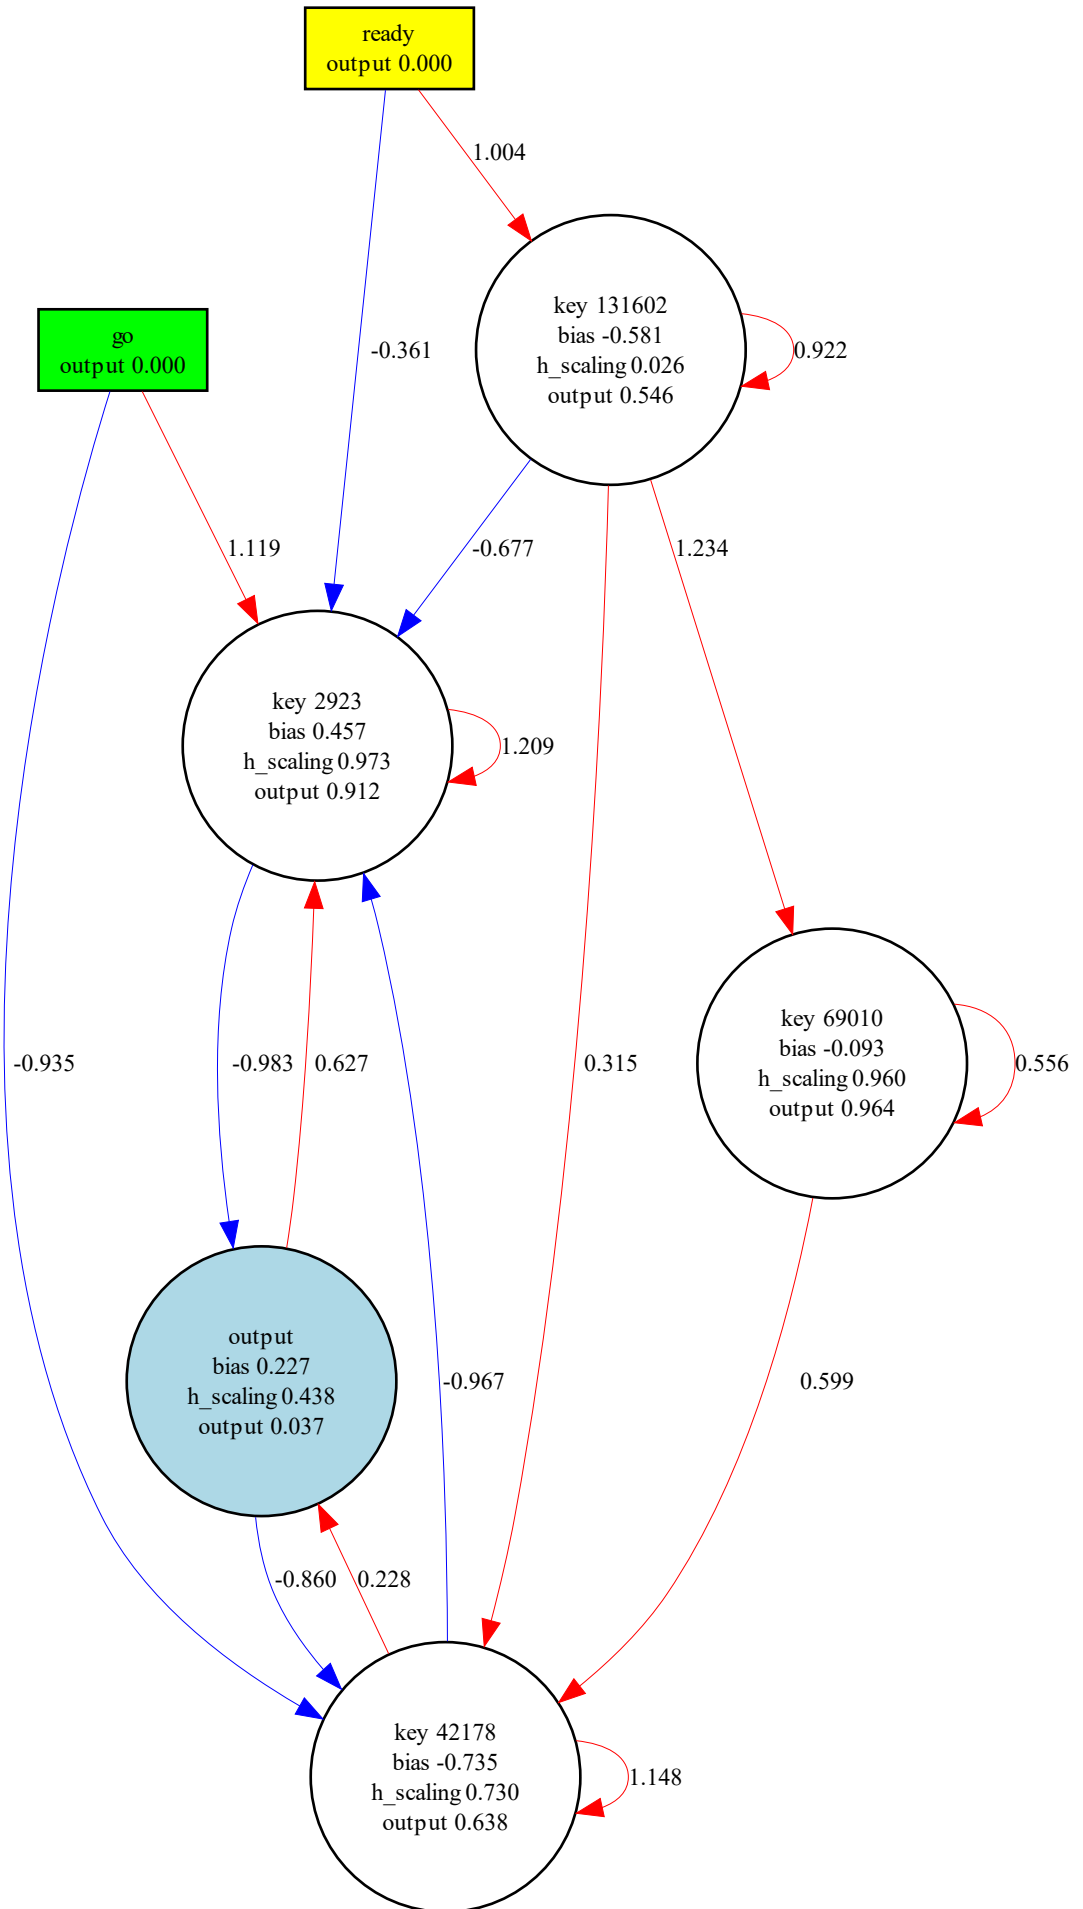 ready
output 0.000
1.004
key 131602
bias -0.581
h_scaling 0.026
output 0.546
0.922
-0.361
go
output 0.000
1.119
-0.677
1.234
key 2923
bias 0.457
h_scaling 0.973
output 0.912
1.209
key 69010
bias -0.093
h_scaling 0.960
output 0.964
0.556
-0.935
-0.983
0.627
0.315
output
bias 0.227
h_scaling 0.438
output 0.037
-0.967
0.599
-0.860
0.228
key 42178
bias -0.735
h_scaling 0.730
output 0.638
1.148